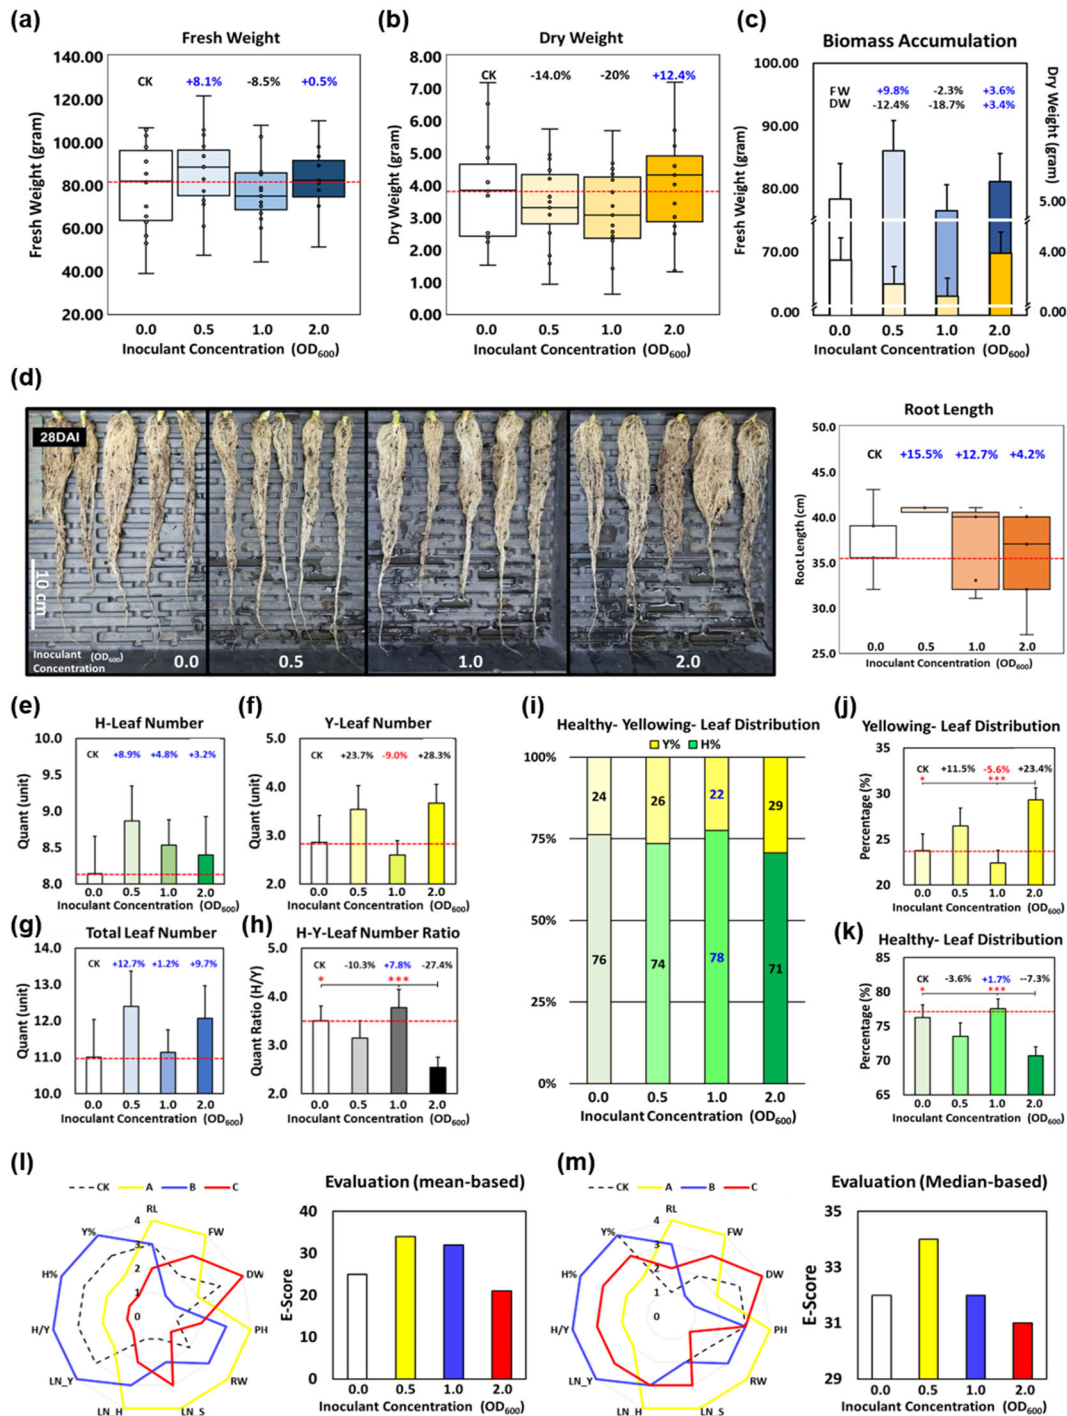 (a)
Fresh Weight
140.00
120.00
100.00
80.00
60.00
40.00
20.00
Fresh Weight (gram)
CK +8.1% -8.5% +0.5%
0.0 0.5 1.0 2.0
Inoculant Concentration (OD600)
(b)
Dry Weight
8.00
7.00
6.00
5.00
4.00
3.00
2.00
1.00
0.00
Dry Weight (gram)
CK -14.0% -20% +12.4%
0.0 0.5 1.0 2.0
Inoculant Concentration (OD600)
(c)
Biomass Accumulation
100.00
90.00
80.00
70.00
0.00
Fresh Weight (gram)
FW +9.8% -2.3% +3.6%
DW -12.4% -18.7% +3.4%
5.00
4.00
0.00
Dry Weight (gram)
0.0 0.5 1.0 2.0
Inoculant Concentration (OD600)
(d)
28DAI
10 cm
Inoculant (OD600)
Concentration
0.0 0.5 1.0 2.0
Root Length
50.0
45.0
40.0
35.0
30.0
25.0
Root Length (cm)
CK +15.5% +12.7% +4.2%
0.0 0.5 1.0 2.0
Inoculant Concentration (OD600)
(e)
H-Leaf Number
10.0
9.5
9.0
8.5
8.0
Quant (unit)
CK +8.9% +4.8% +3.2%
0.0 0.5 1.0 2.0
Inoculant Concentration (OD600)
(f)
Y-Leaf Number
5.0
4.0
3.0
2.0
Quant (unit)
CK +23.7% -9.0% +28.3%
0.0 0.5 1.0 2.0
Inoculant Concentration (OD600)
(g)
Total Leaf Number
14.0
13.0
12.0
11.0
10.0
Quant (unit)
CK +12.7% +1.2% +9.7%
0.0 0.5 1.0 2.0
Inoculant Concentration (OD600)
(h)
H-Y-Leaf Number Ratio
5.0
4.0
3.0
2.0
Quant Ratio (H/Y)
CK -10.3% +7.8% -27.4%
* ***
0.0 0.5 1.0 2.0
Inoculant Concentration (OD600)
(i)
Healthy- Yellowing- Leaf Distribution
Y% H%
100%
75%
50%
25%
0%
24 26 22 29
76 74 78 71
0.0 0.5 1.0 2.0
Inoculant Concentration (OD600)
(j)
Yellowing- Leaf Distribution
35
30
25
20
Percentage (%)
CK +11.5% -5.6% +23.4%
* ***
0.0 0.5 1.0 2.0
Inoculant Concentration (OD600)
(k)
Healthy- Leaf Distribution
85
80
75
70
65
Percentage (%)
CK -3.6% +1.7% --7.3%
* ***
0.0 0.5 1.0 2.0
Inoculant Concentration (OD600)
(l)
CK A B C
RL
FW
DW
PH
RW
LN_S
LN_H
LN_Y
H/Y
H%
Y%
4
3
2
1
0
Evaluation (mean-based)
40
30
20
10
0
E-Score
0.0 0.5 1.0 2.0
Inoculant Concentration (OD600)
(m)
CK A B C
RL
FW
DW
PH
RW
LN_S
LN_H
LN_Y
H/Y
H%
Y%
4
3
2
1
0
Evaluation (Median-based)
35
33
31
29
E-Score
0.0 0.5 1.0 2.0
Inoculant Concentration (OD600)